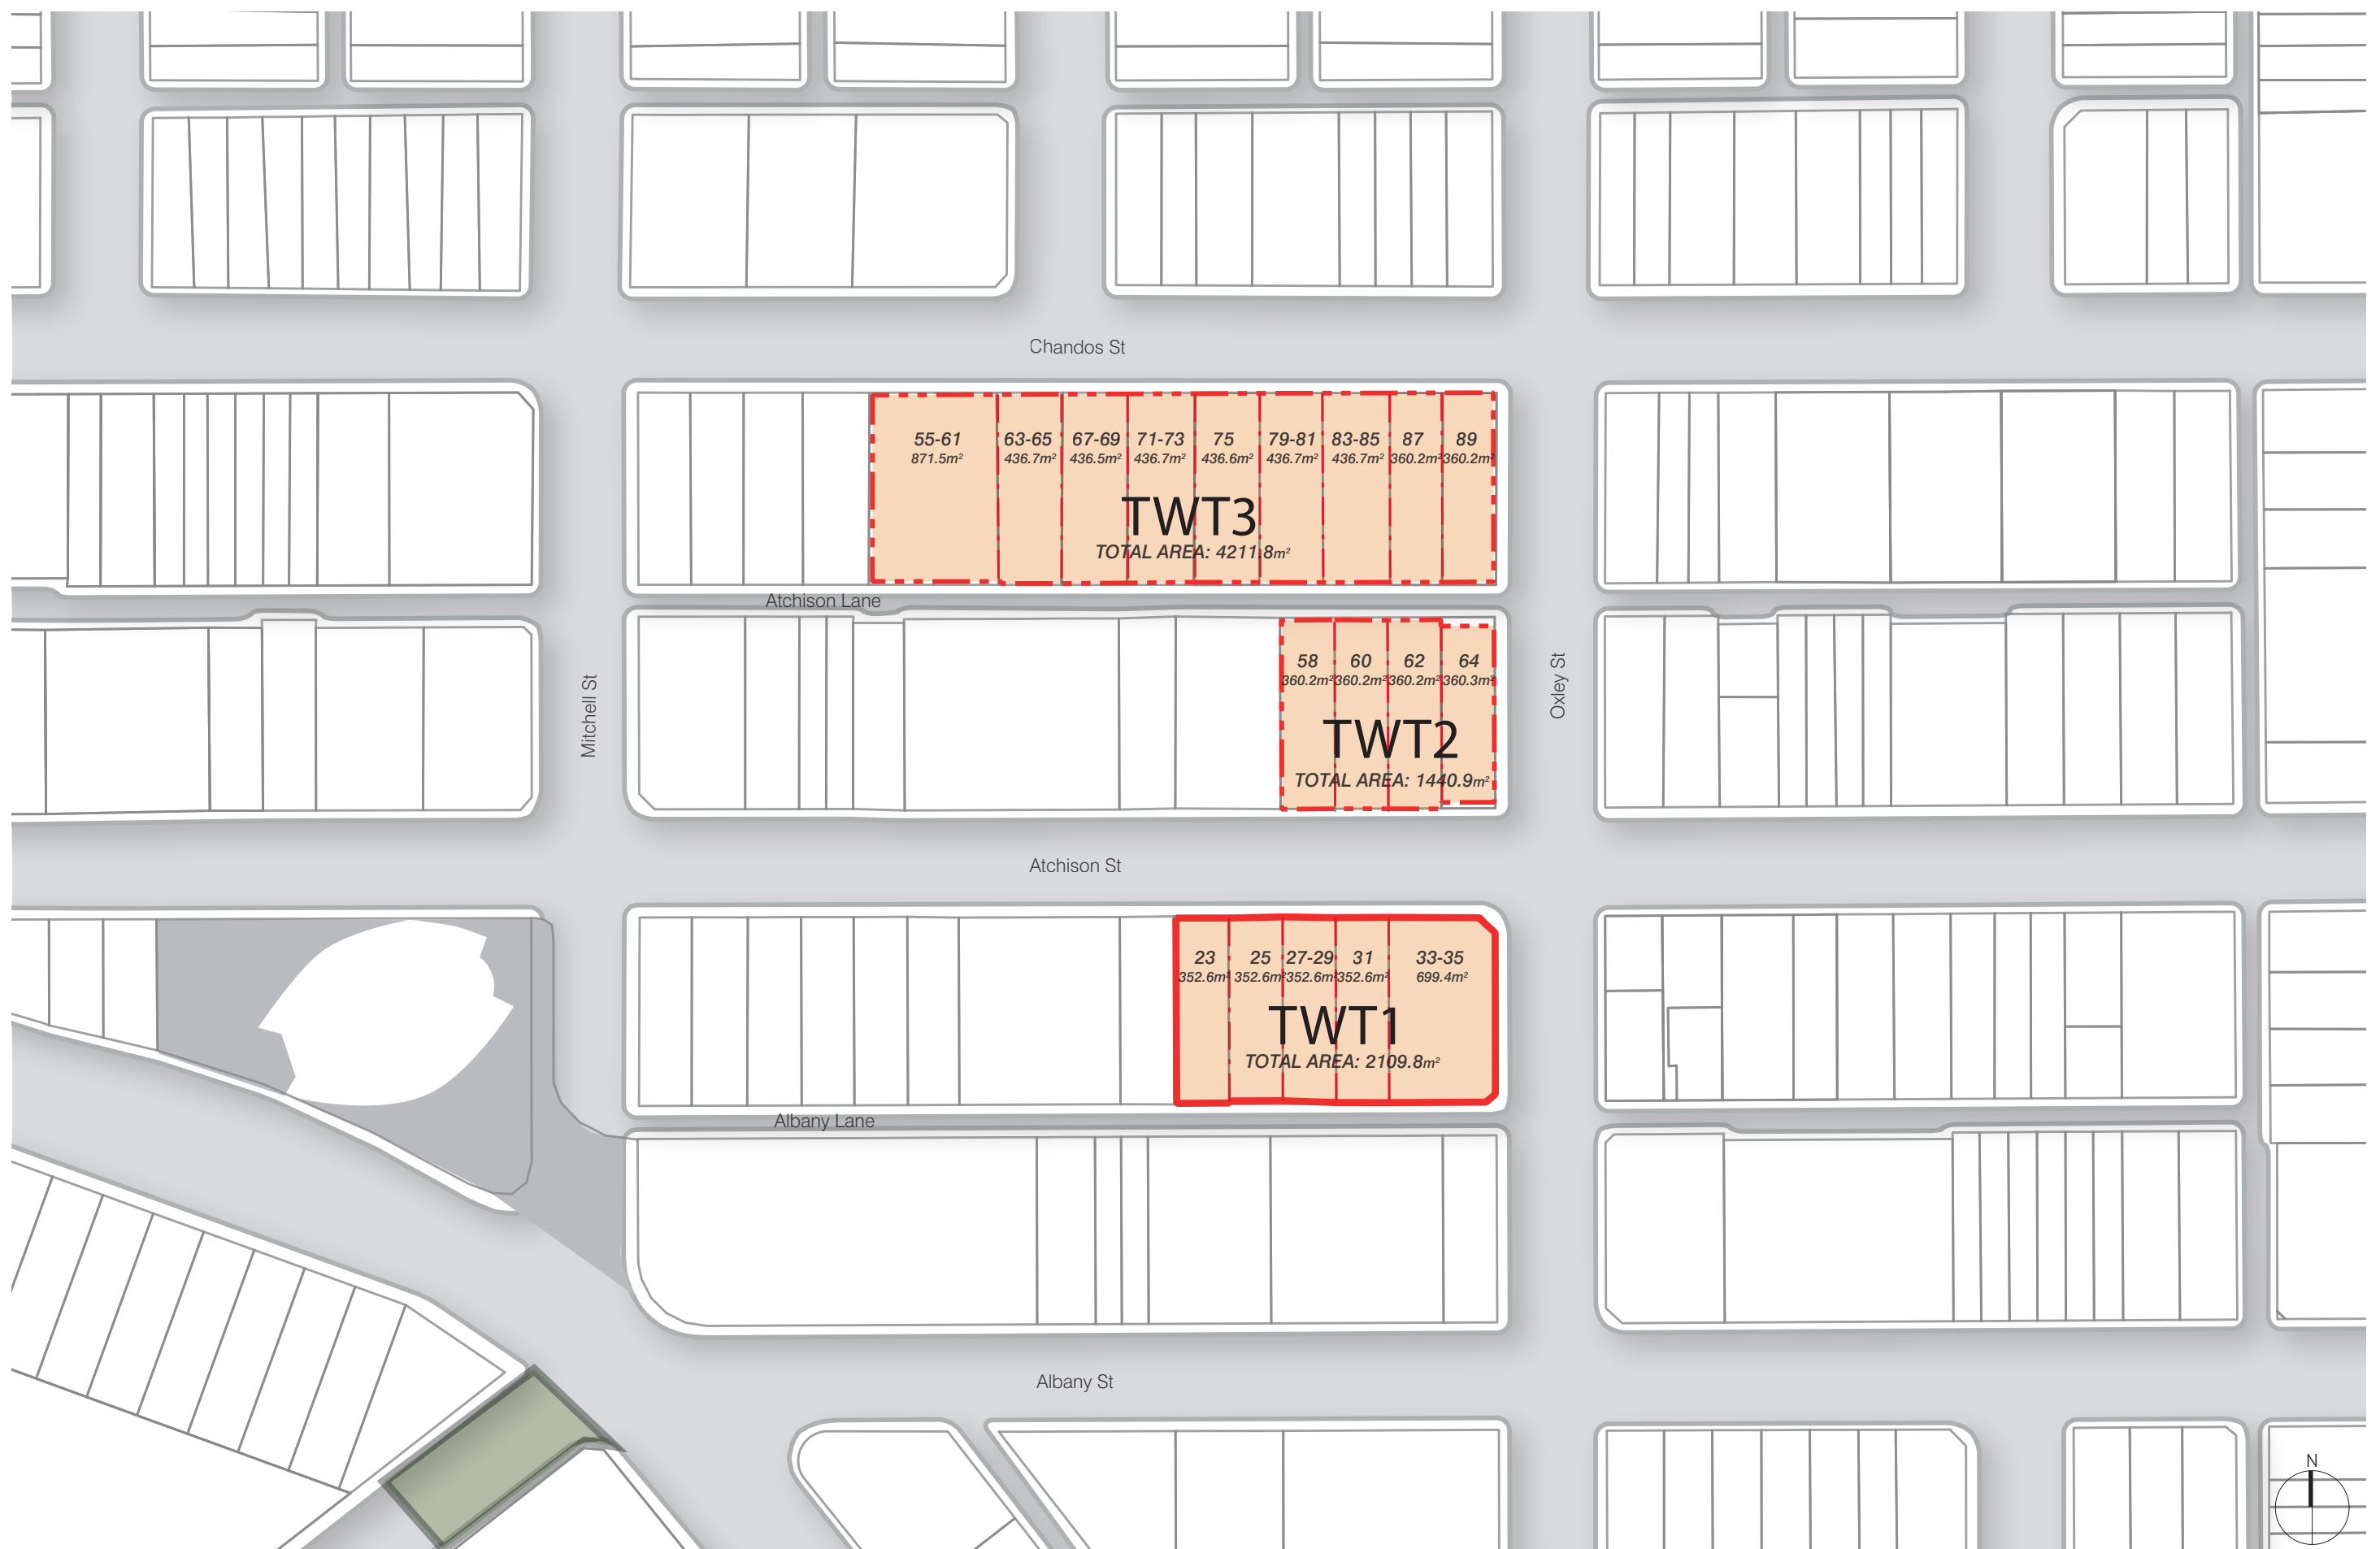 Chandos St
55-61 63-65 67-69 71-73 75 79-81 83-85 87 89
871.5m² 436.7m² 436.5m² 436.7m² 436.6m² 436.7m² 436.7m² 360.2m² 360.2m²
TWT3
TOTAL AREA: 4211.8m²
Atchison Lane
58 60 62 64
360.2m² 360.2m² 360.2m² 360.3m²
Mitchell St
Oxley St
TWT2
TOTAL AREA: 1440.9m²
Atchison St
23 25 27-29 31 33-35
352.6m² 352.6m² 352.6m² 352.6m² 699.4m²
TWT1
TOTAL AREA: 2109.8m²
Albany Lane
Albany St
N